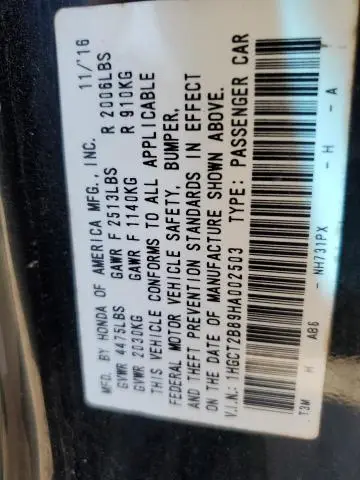 MFD. BY HONDA OF AMERICA MFG., INC. 11/'16
GVWR 4475LBS GAWR F 2513LBS R 2006LBS
GVWR 2030KG GAWR F 1140KG R 910KG
THIS VEHICLE CONFORMS TO ALL APPLICABLE
FEDERAL MOTOR VEHICLE SAFETY, BUMPER,
AND THEFT PREVENTION STANDARDS IN EFFECT
ON THE DATE OF MANUFACTURE SHOWN ABOVE.
V.I.N.: 1HGCT2B89HA002503 TYPE: PASSENGER CAR
T3M H AB6 - NH731PX - H - A